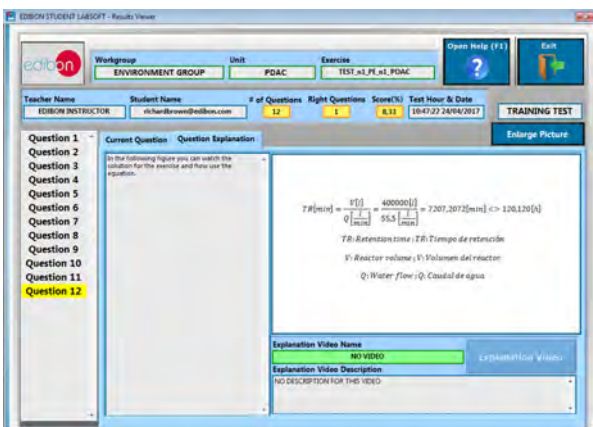 EDIBON STUDENT LABSOFT - Results Viewer
edibon
Workgroup
ENVIRONMENT GROUP
Unit
PDAC
Exercise
TEST_n1_PE_n1_PDAC
Open Help (F1)
?
Exit
Teacher Name
EDIBON INSTRUCTOR
Student Name
richardbrown@edibon.com
# of Questions
12
Right Questions
1
Score(%)
8,33
Test Hour & Date
10:47:22 24/04/2017
TRAINING TEST
Enlarge Picture
Question 1
Question 2
Question 3
Question 4
Question 5
Question 6
Question 7
Question 8
Question 9
Question 10
Question 11
Question 12
Current Question
Question Explanation
In the following figure you can watch the
solution for the exercise and how use the
equation.
TR[min] = V[l] / Q[l/min] = 400000[l] / 55,5 [l/min] = 7207,2072[min] <> 120,120[h]
TR: Retention time ; TR: Tiempo de retención
V: Reactor volume ; V: Volumen del reactor
Q: Water flow ; Q: Caudal de agua
Explanation Video Name
NO VIDEO
Explanation Video
Explanation Video Description
NO DESCRIPTION FOR THIS VIDEO